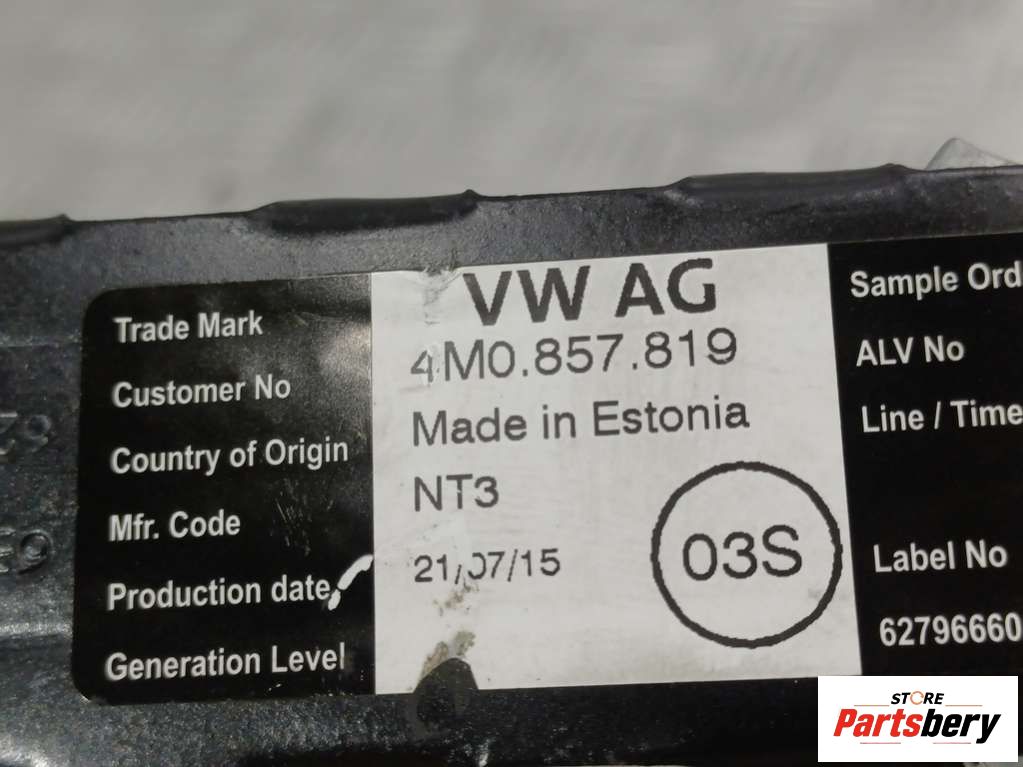 Trade Mark
VW AG
Customer No
4M0.857.819
Country of Origin
Made in Estonia
Mfr. Code
NT3
Production date
21/07/15
Generation Level
03S
Sample Ord
ALV No
Line / Time
Label No
62796660
STORE
Partsbery